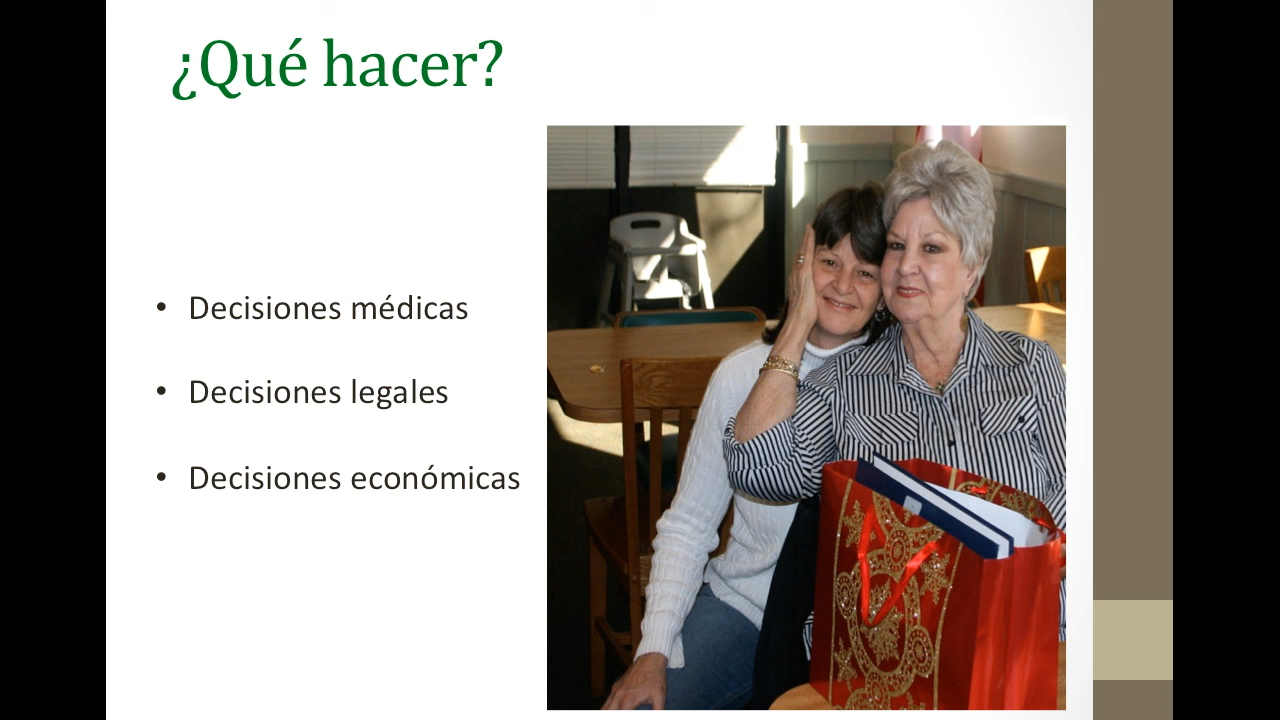 ¿Qué hacer?
• Decisiones médicas
• Decisiones legales
• Decisiones económicas